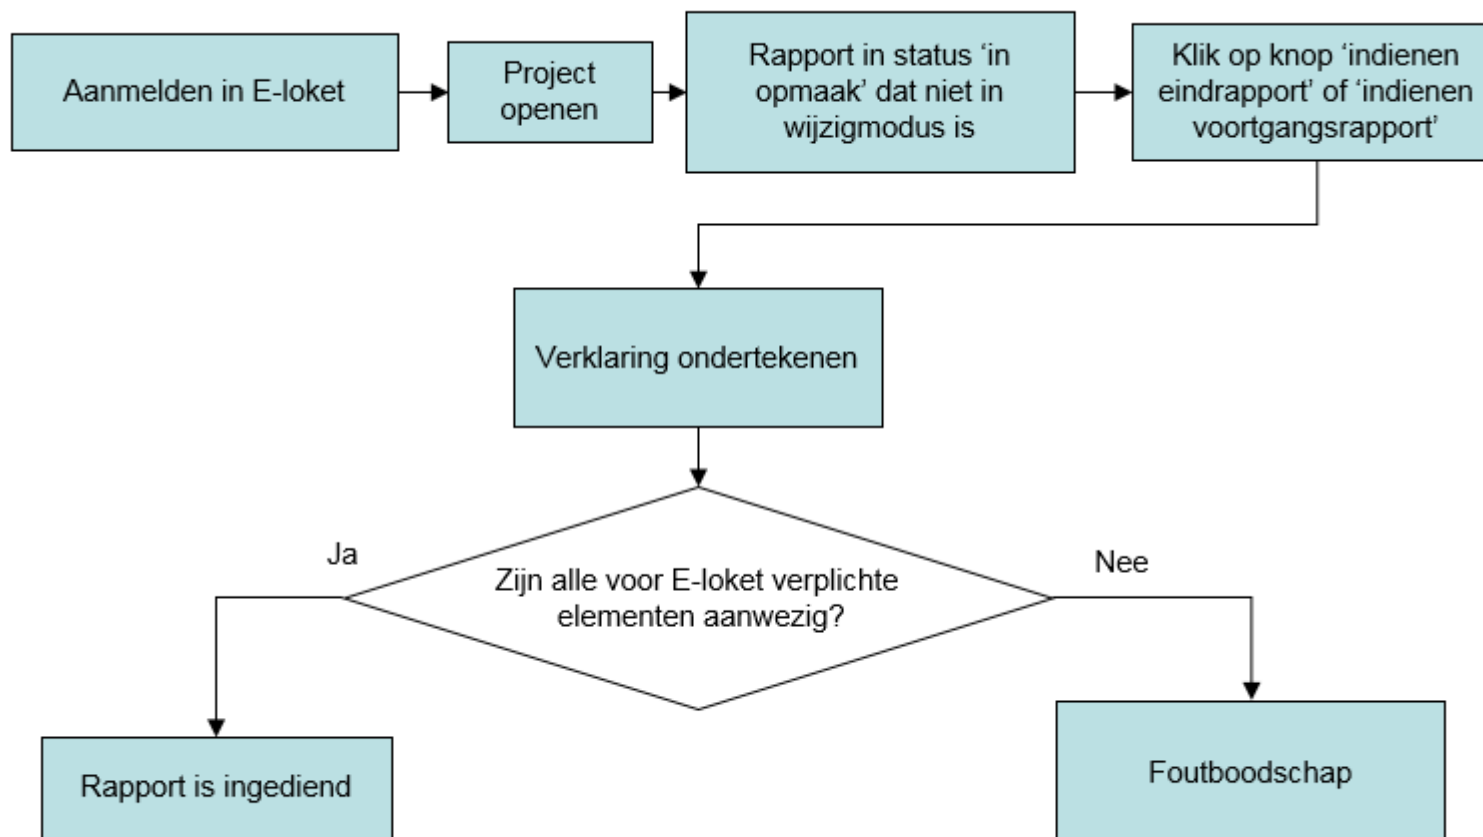 Aanmelden in E-loket
Project
openen
Rapport in status ‘in
opmaak’ dat niet in
wijzigmodus is
Klik op knop ‘indienen
eindrapport’ of ‘indienen
voortgangsrapport’
Verklaring ondertekenen
Ja
Nee
Zijn alle voor E-loket verplichte
elementen aanwezig?
Rapport is ingediend
Foutboodschap